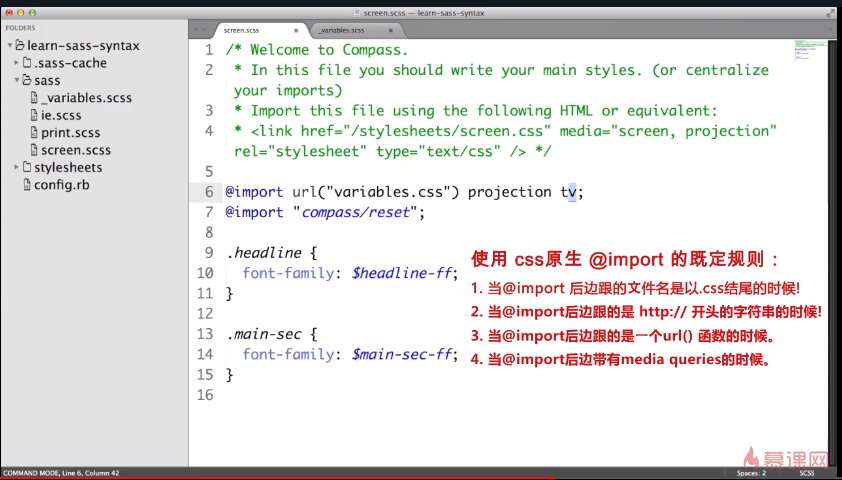 screen.scss — learn-sass-syntax
FOLDERS
learn-sass-syntax
.sass-cache
sass
_variables.scss
ie.scss
print.scss
screen.scss
stylesheets
config.rb
screen.scss
_variables.scss
1 /* Welcome to Compass.
2 * In this file you should write your main styles. (or centralize
your imports)
3 * Import this file using the following HTML or equivalent:
4 * <link href="/stylesheets/screen.css" media="screen, projection"
rel="stylesheet" type="text/css" /> */
5
6 @import url("variables.css") projection tv;
7 @import "compass/reset";
8
9 .headline {
10 font-family: $headline-ff;
11 }
12
13 .main-sec {
14 font-family: $main-sec-ff;
15 }
16
使用 css原生 @import 的既定规则：
1. 当@import 后边跟的文件名是以.css结尾的时候!
2. 当@import后边跟的是 http:// 开头的字符串的时候!
3. 当@import后边跟的是一个url() 函数的时候。
4. 当@import后边带有media queries的时候。
慕课网
COMMAND MODE, Line 6, Column 42
Spaces: 2
SCSS